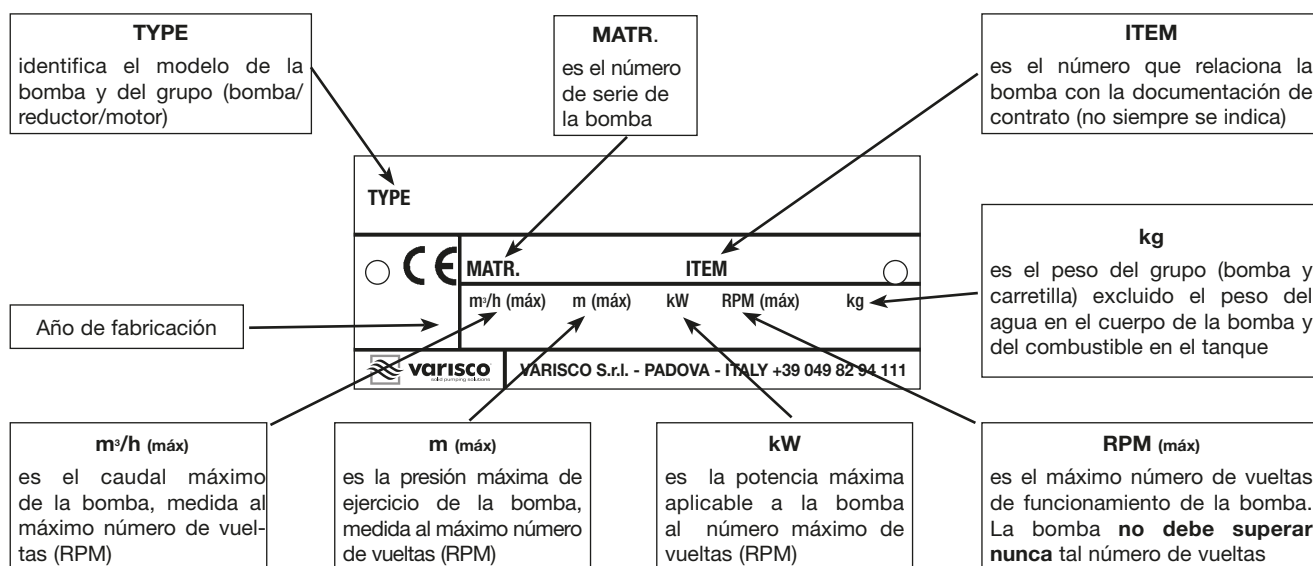 TYPE
identifica el modelo de la
bomba y del grupo (bomba/
reductor/motor)
MATR.
es el número
de serie de
la bomba
ITEM
es el número que relaciona la
bomba con la documentación de
contrato (no siempre se indica)
TYPE
CE
MATR. ITEM
m³/h (máx) m (máx) kW RPM (máx) kg
varisco
solid pumping solutions
VARISCO S.r.l. - PADOVA - ITALY +39 049 82 94 111
kg
es el peso del grupo (bomba y
carretilla) excluido el peso del
agua en el cuerpo de la bomba y
del combustible en el tanque
Año de fabricación
m³/h (máx)
es el caudal máximo
de la bomba, medida al
máximo número de vuel-
tas (RPM)
m (máx)
es la presión máxima de
ejercicio de la bomba,
medida al máximo número
de vueltas (RPM)
kW
es la potencia máxima
aplicable a la bomba
al número máximo de
vueltas (RPM)
RPM (máx)
es el máximo número de vueltas
de funcionamiento de la bomba.
La bomba no debe superar
nunca tal número de vueltas